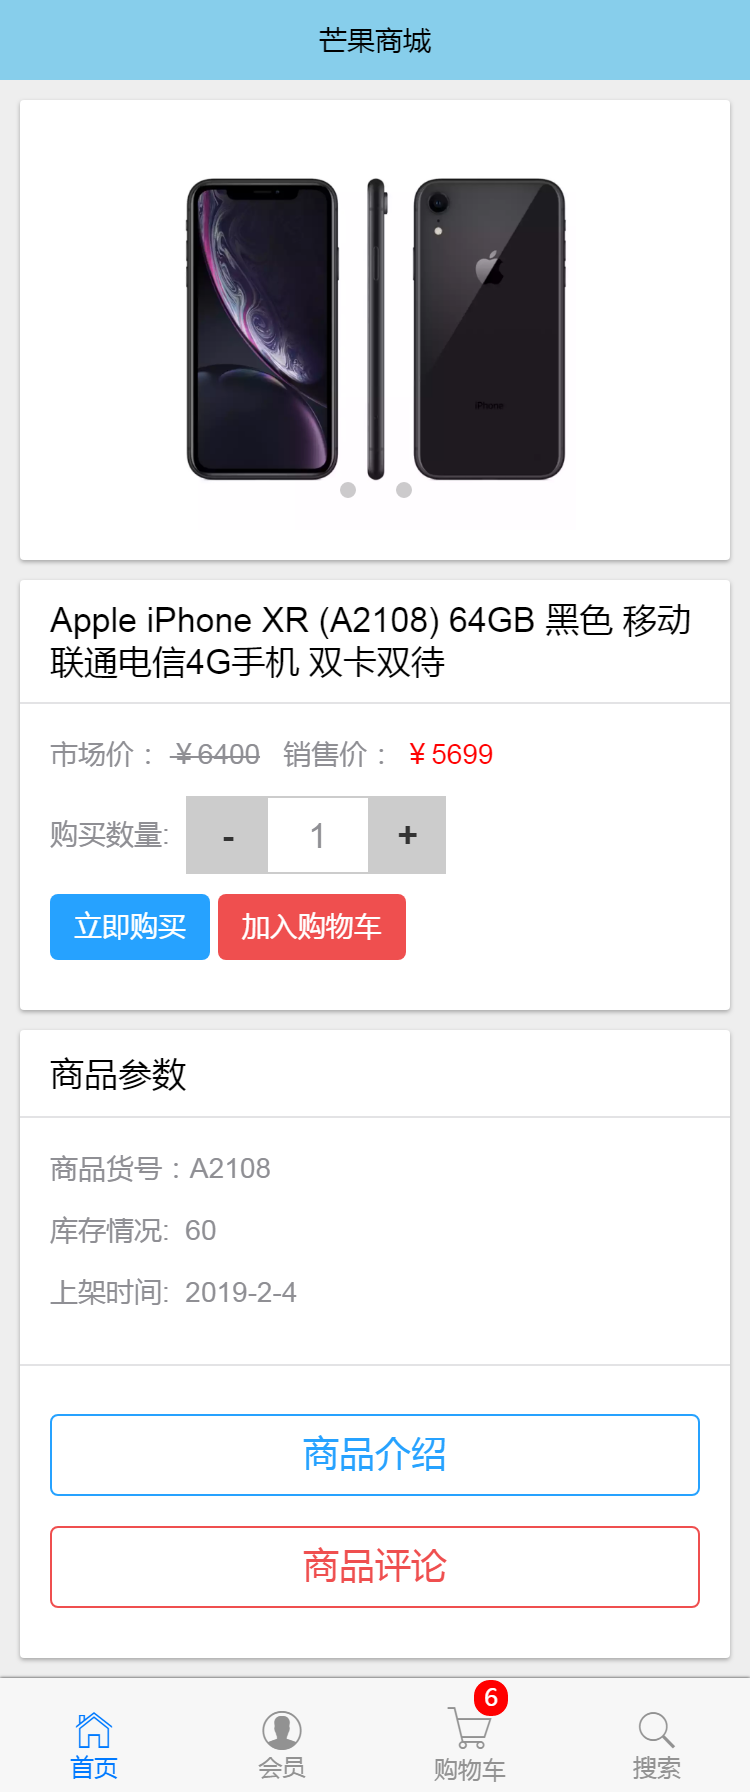 芒果商城
iPhone
Apple iPhone XR (A2108) 64GB 黑色 移动
联通电信4G手机 双卡双待
市场价： ￥6400 销售价： ￥5699
购买数量: - 1 +
立即购买 加入购物车
商品参数
商品货号：A2108
库存情况: 60
上架时间: 2019-2-4
商品介绍
商品评论
6
首页 会员 购物车 搜索